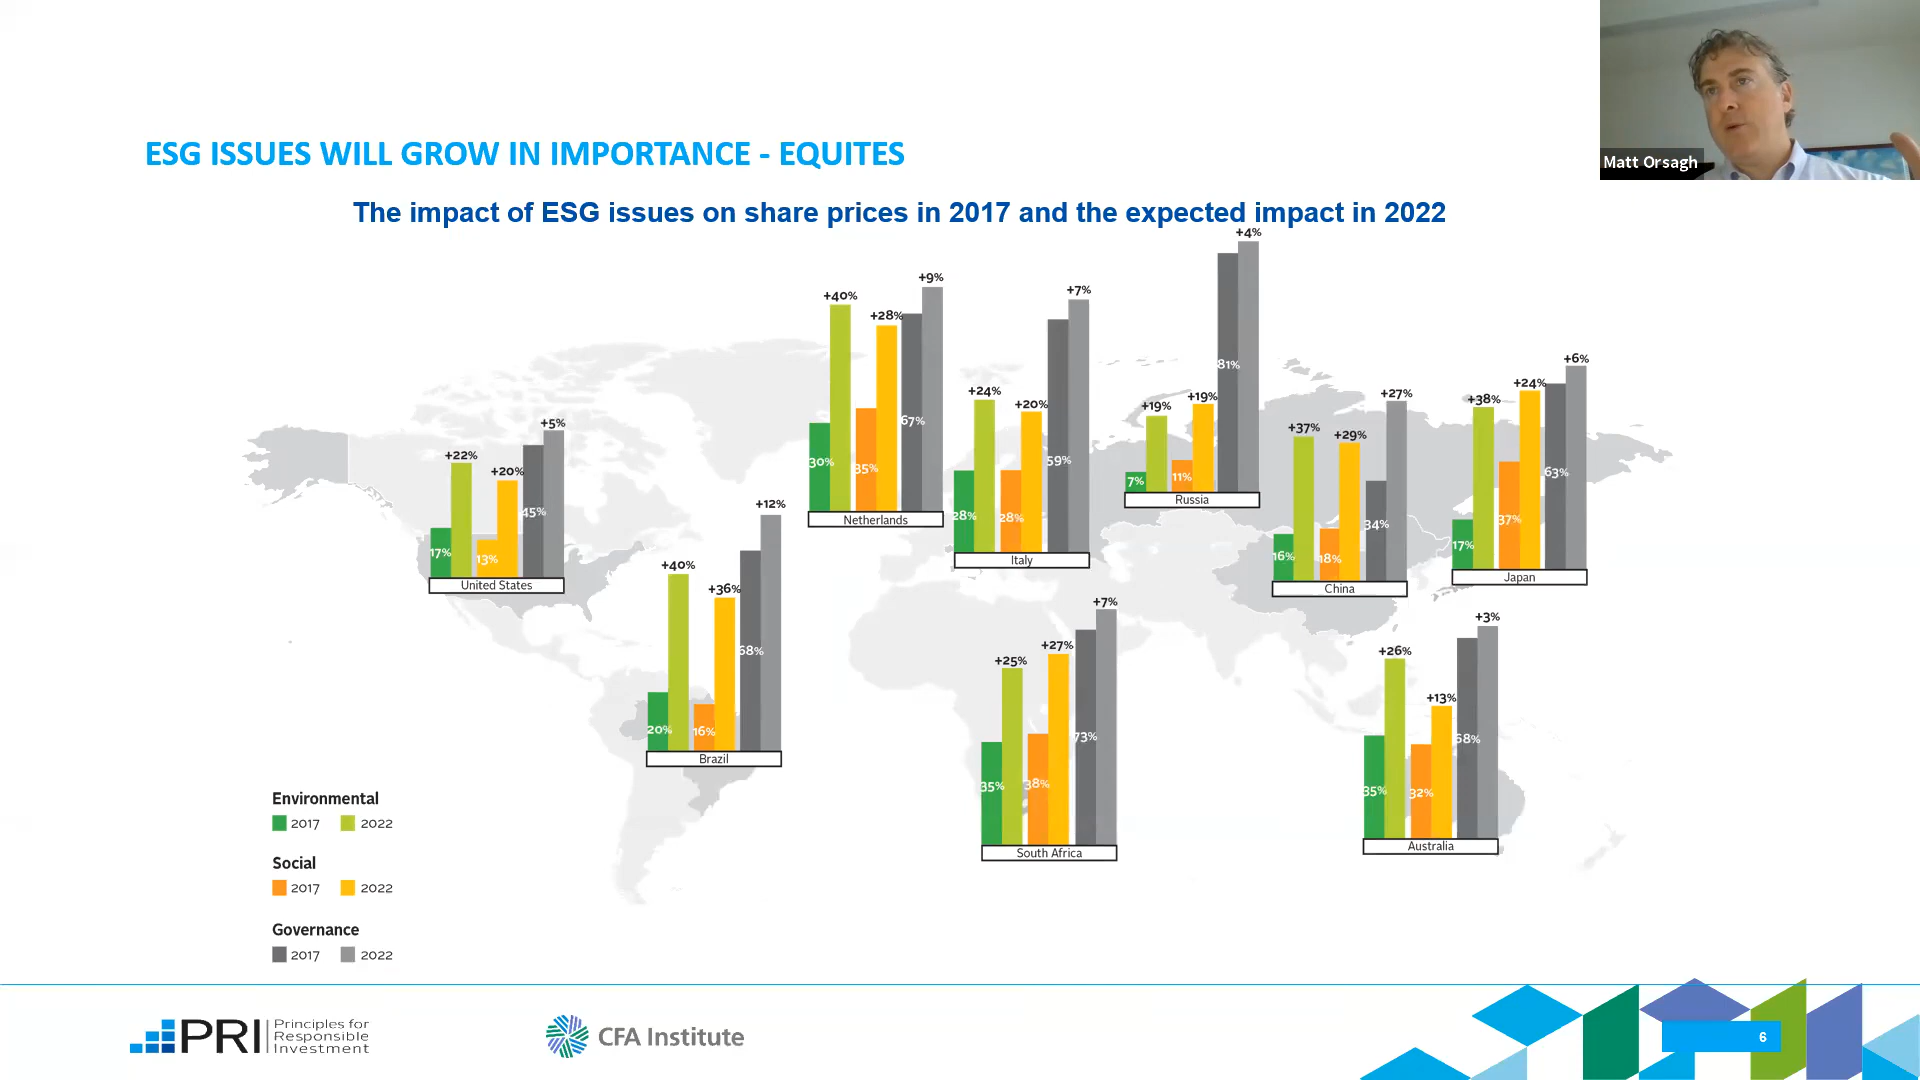 Matt Orsagh
ESG ISSUES WILL GROW IN IMPORTANCE - EQUITES
The impact of ESG issues on share prices in 2017 and the expected impact in 2022
+22%
+20%
+5%
17%
13%
45%
United States
+40%
+36%
+12%
20%
16%
68%
Brazil
+40%
+28%
+9%
30%
35%
67%
Netherlands
+24%
+20%
+7%
28%
28%
59%
Italy
+19%
+19%
+4%
7%
11%
81%
Russia
+37%
+29%
+27%
16%
18%
34%
China
+38%
+24%
+6%
17%
37%
63%
Japan
+25%
+27%
+7%
35%
38%
73%
South Africa
+26%
+13%
+3%
35%
32%
68%
Australia
Environmental
2017 2022
Social
2017 2022
Governance
2017 2022
PRI
Principles for
Responsible
Investment
CFA Institute
6